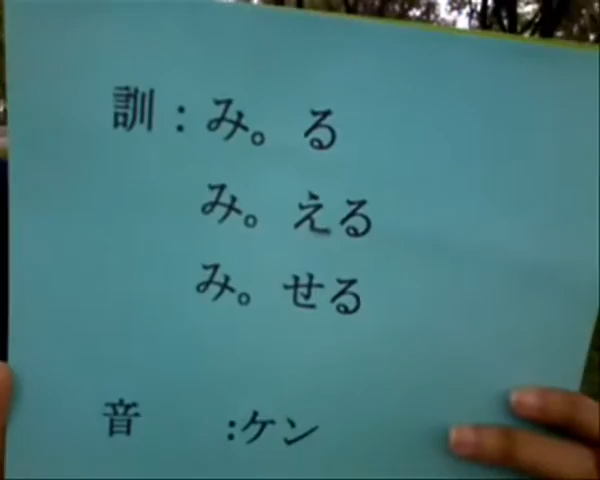 訓：み。る
み。える
み。せる
音　:ケン